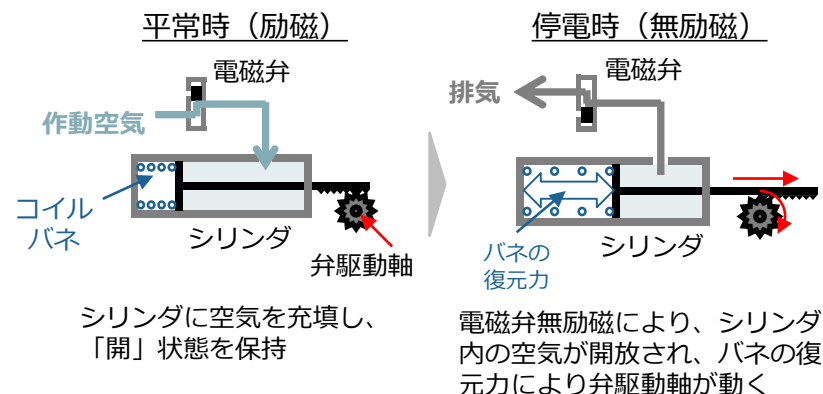 平常時（励磁）
電磁弁
作動空気
コイル
バネ
シリンダ
弁駆動軸
シリンダに空気を充填し、
「開」状態を保持
停電時（無励磁）
電磁弁
排気
バネの
復元力
シリンダ
電磁弁無励磁により、シリンダ
内の空気が開放され、バネの復
元力により弁駆動軸が動く